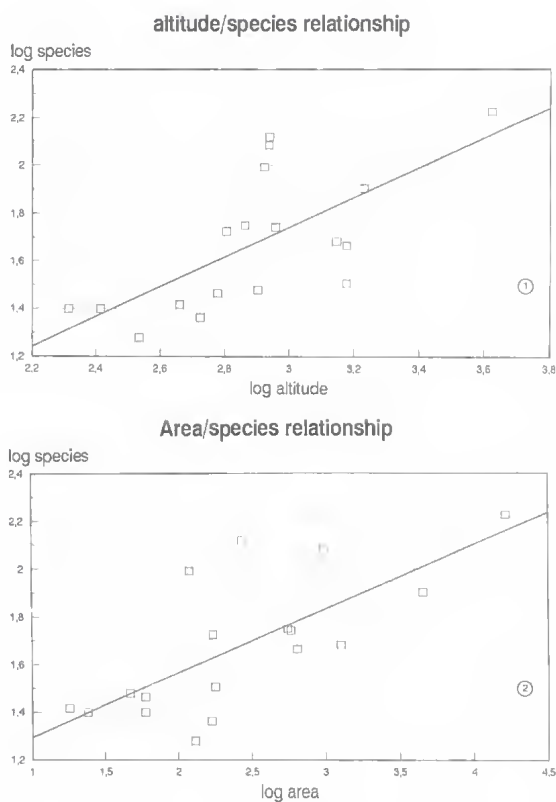 altitude/species relationship
log species
2,4
2,2
2
1,8
1,6
1,4
1,2
2,2 2,4 2,6 2,8 3 3,2 3,4 3,6 3,8
log altitude
1
Area/species relationship
log species
2,4
2,2
2
1,8
1,6
1,4
1,2
1 1,5 2 2,5 3 3,5 4 4,5
log area
2